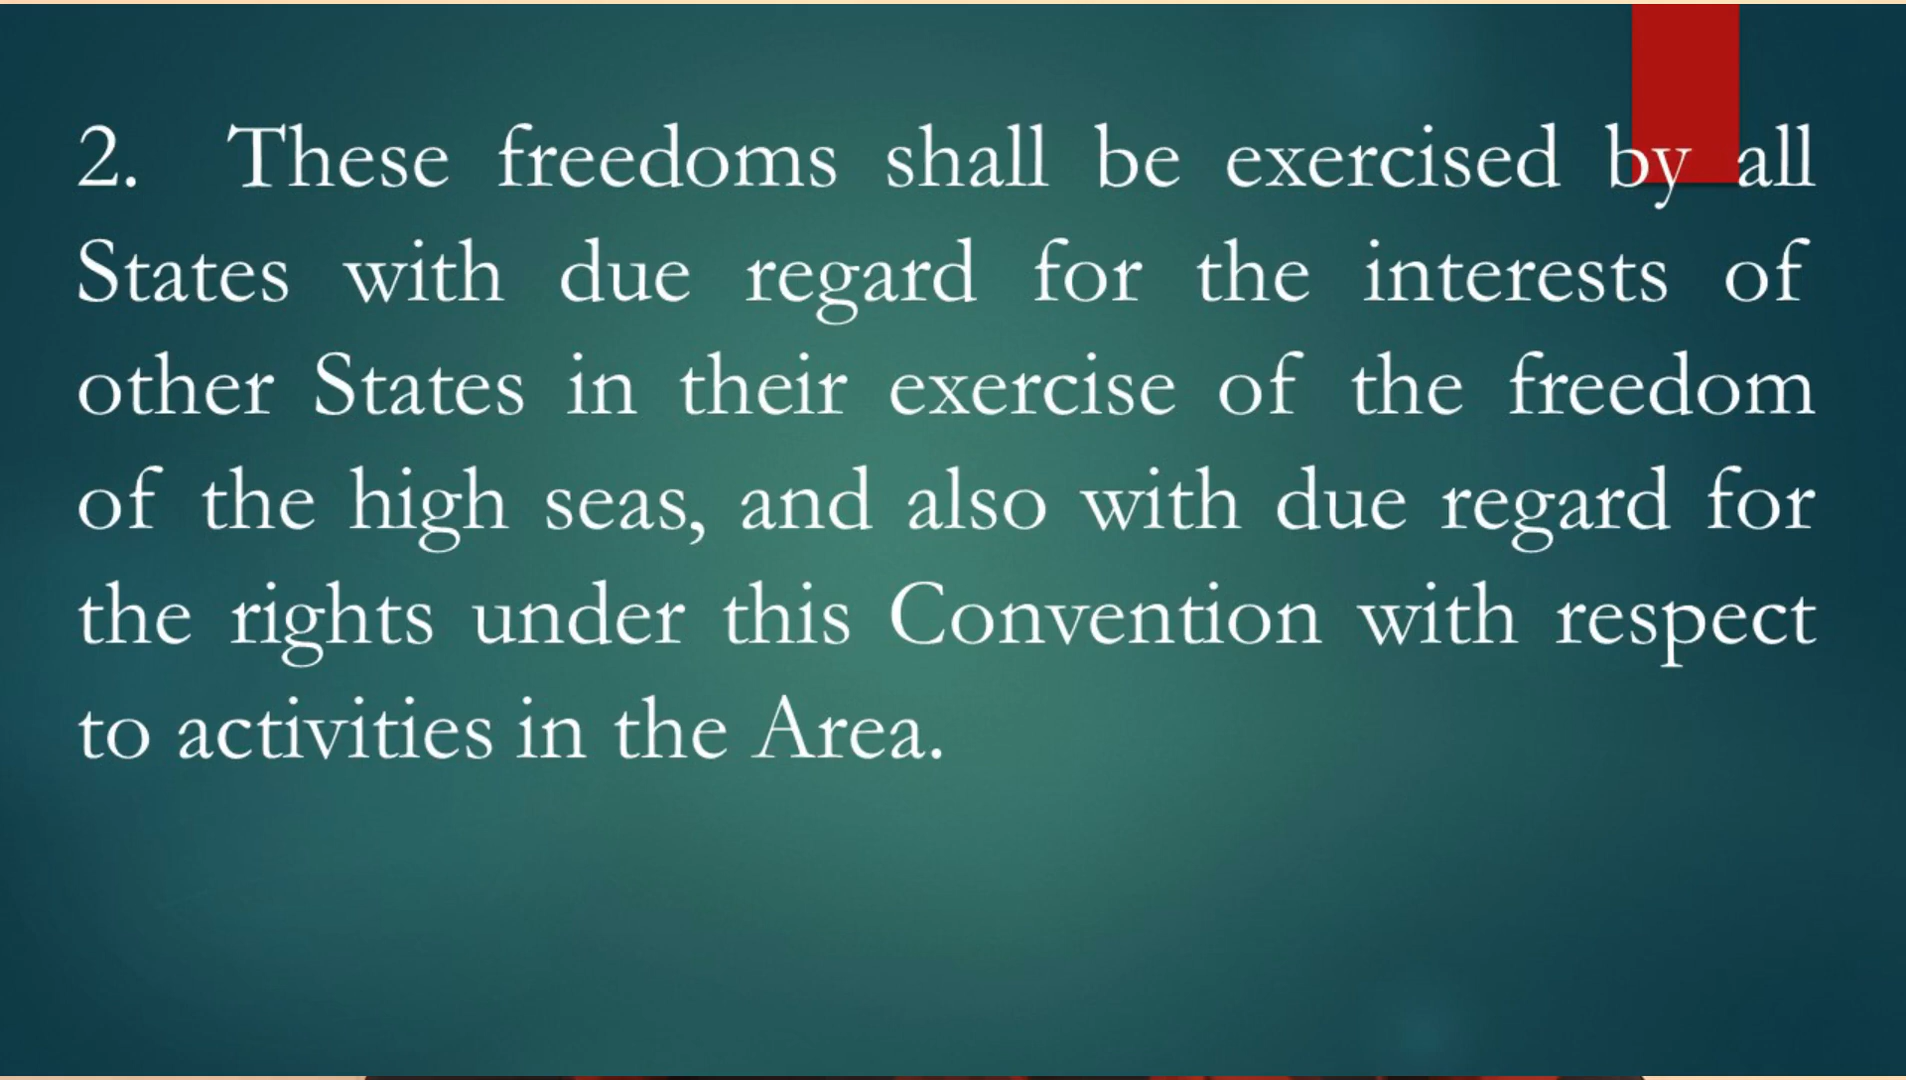 2. These freedoms shall be exercised by all
States with due regard for the interests of
other States in their exercise of the freedom
of the high seas, and also with due regard for
the rights under this Convention with respect
to activities in the Area.